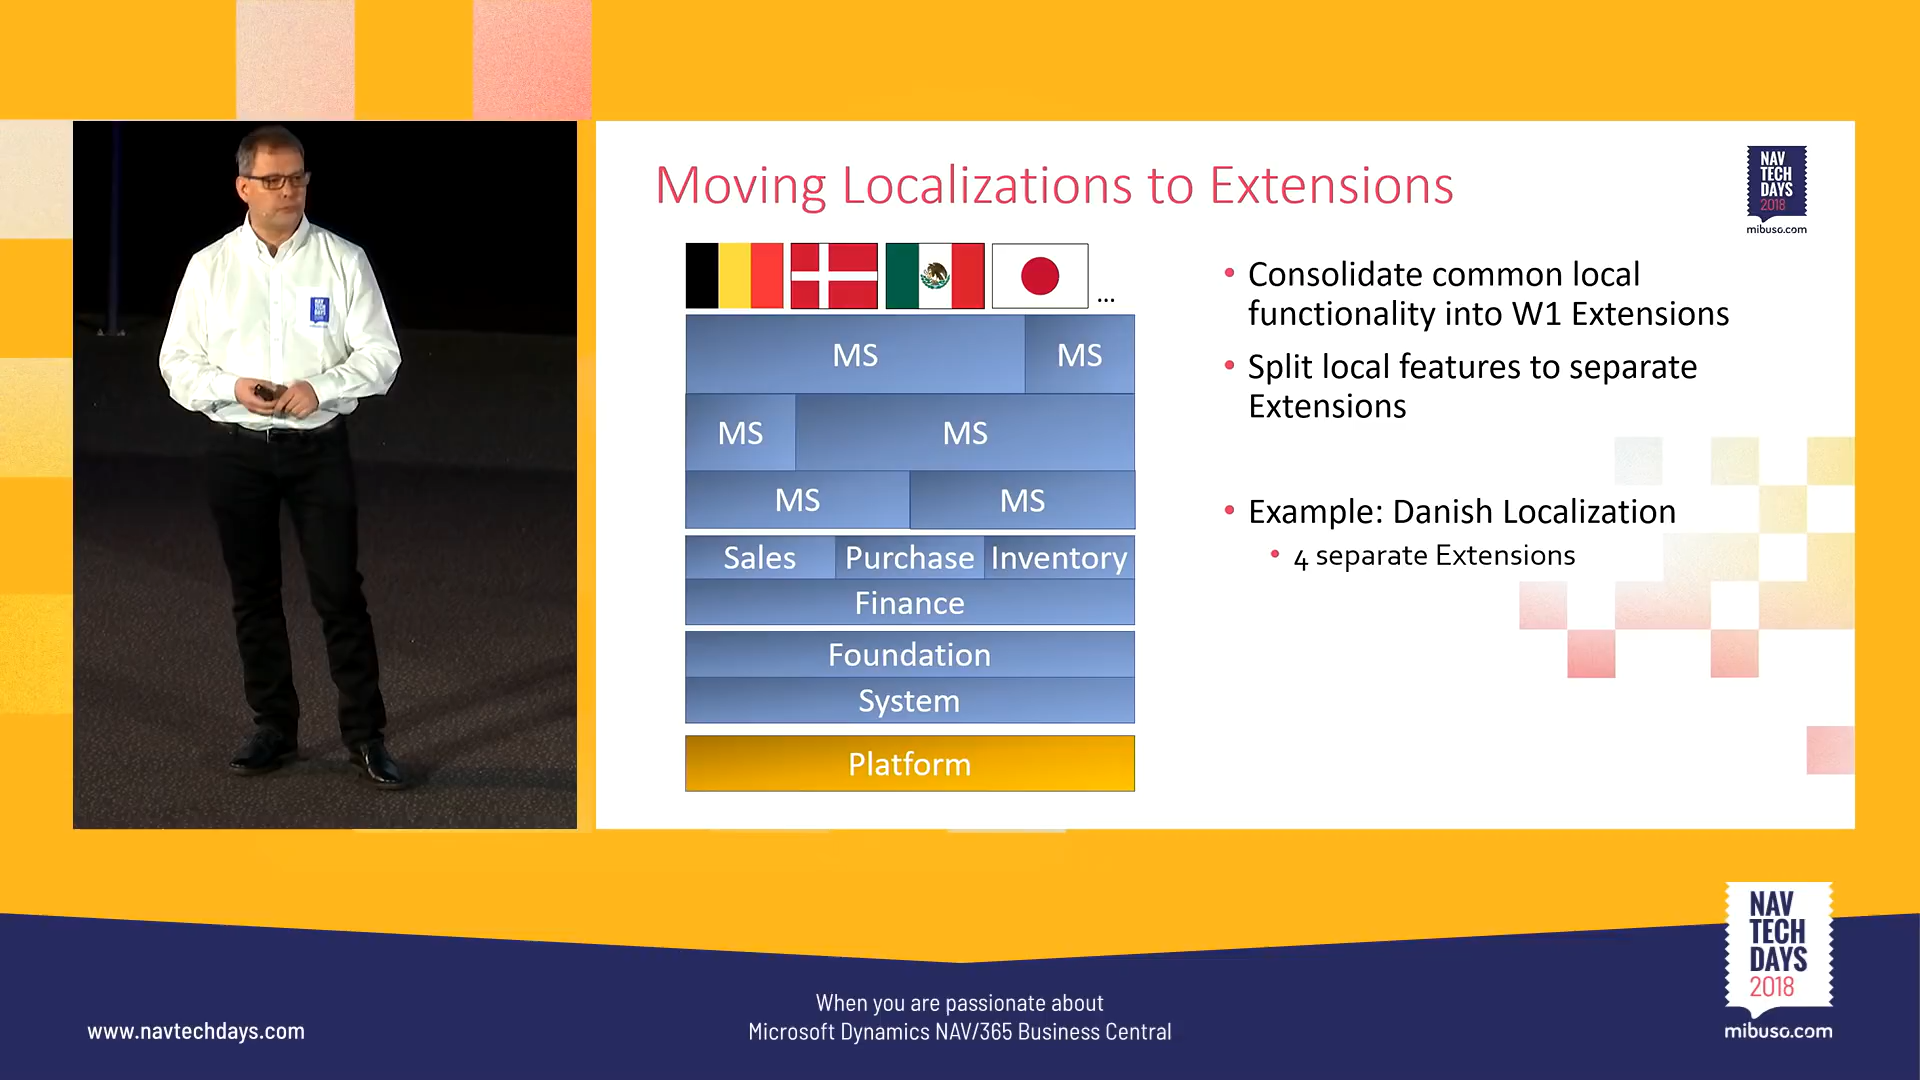 Moving Localizations to Extensions
NAV
TECH
DAYS
2018
mibuso.com
...
MS MS
MS MS
MS MS
Sales Purchase Inventory
Finance
Foundation
System
Platform
• Consolidate common local
functionality into W1 Extensions
• Split local features to separate
Extensions
• Example: Danish Localization
• 4 separate Extensions
NAV
TECH
DAYS
NAV
TECH
DAYS
2018
mibuso.com
When you are passionate about
Microsoft Dynamics NAV/365 Business Central
www.navtechdays.com